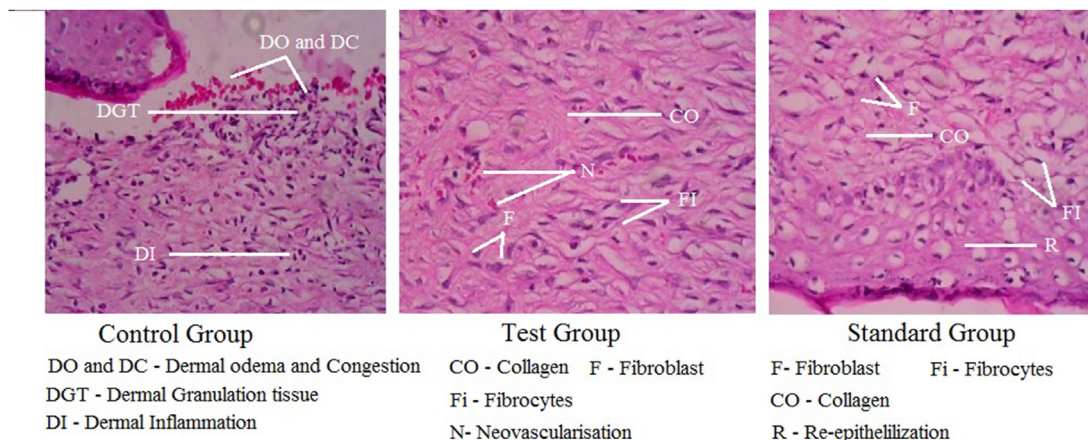 DO and DC
DGT
DI
CO
N
F
FI
F
CO
FI
R
Control Group
DO and DC - Dermal odema and Congestion
DGT - Dermal Granulation tissue
DI - Dermal Inflammation
Test Group
CO - Collagen F - Fibroblast
Fi - Fibrocytes
N- Neovascularisation
Standard Group
F- Fibroblast Fi - Fibrocytes
CO - Collagen
R - Re-epithelilization